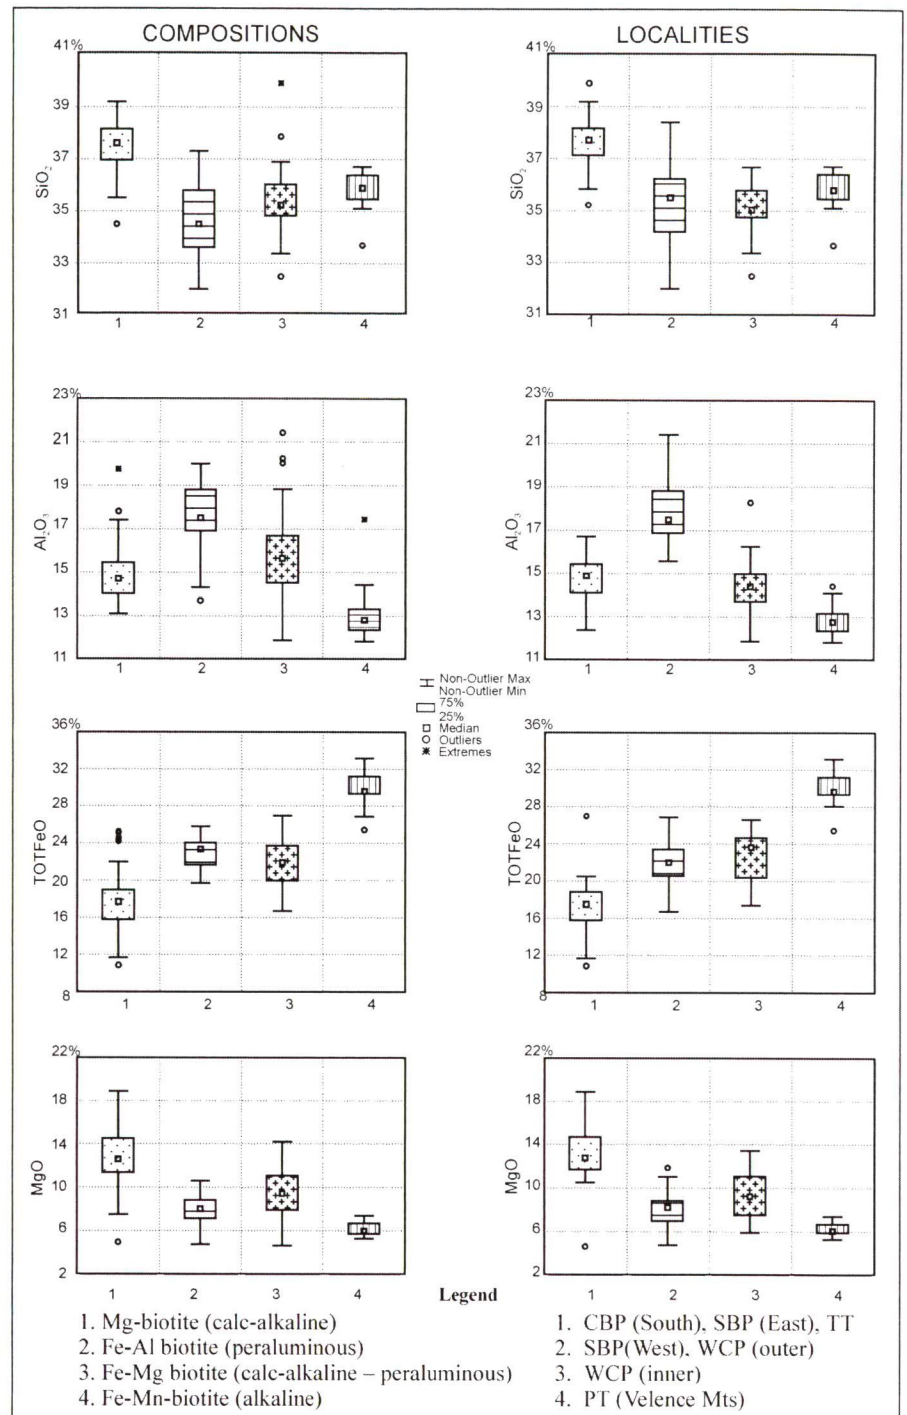 COMPOSITIONS
LOCALITIES
41%
39
37
35
33
31
SiO₂
1 2 3 4
41%
39
37
35
33
31
SiO₂
1 2 3 4
23%
21
19
17
15
13
11
Al₂O₃
1 2 3 4
23%
21
19
17
15
13
11
Al₂O₃
1 2 3 4
Non-Outlier Max
Non-Outlier Min
75%
25%
Median
Outliers
Extremes
36%
32
28
24
20
16
12
8
TOTFeO
1 2 3 4
36%
32
28
24
20
16
12
8
TOTFeO
1 2 3 4
22%
18
14
10
6
2
MgO
1 2 3 4
22%
18
14
10
6
2
MgO
1 2 3 4
Legend
1. Mg-biotite (calc-alkaline)
2. Fe-Al biotite (peraluminous)
3. Fe-Mg biotite (calc-alkaline – peraluminous)
4. Fe-Mn-biotite (alkaline)
1. CBP (South), SBP (East), TT
2. SBP(West), WCP (outer)
3. WCP (inner)
4. PT (Velence Mts)